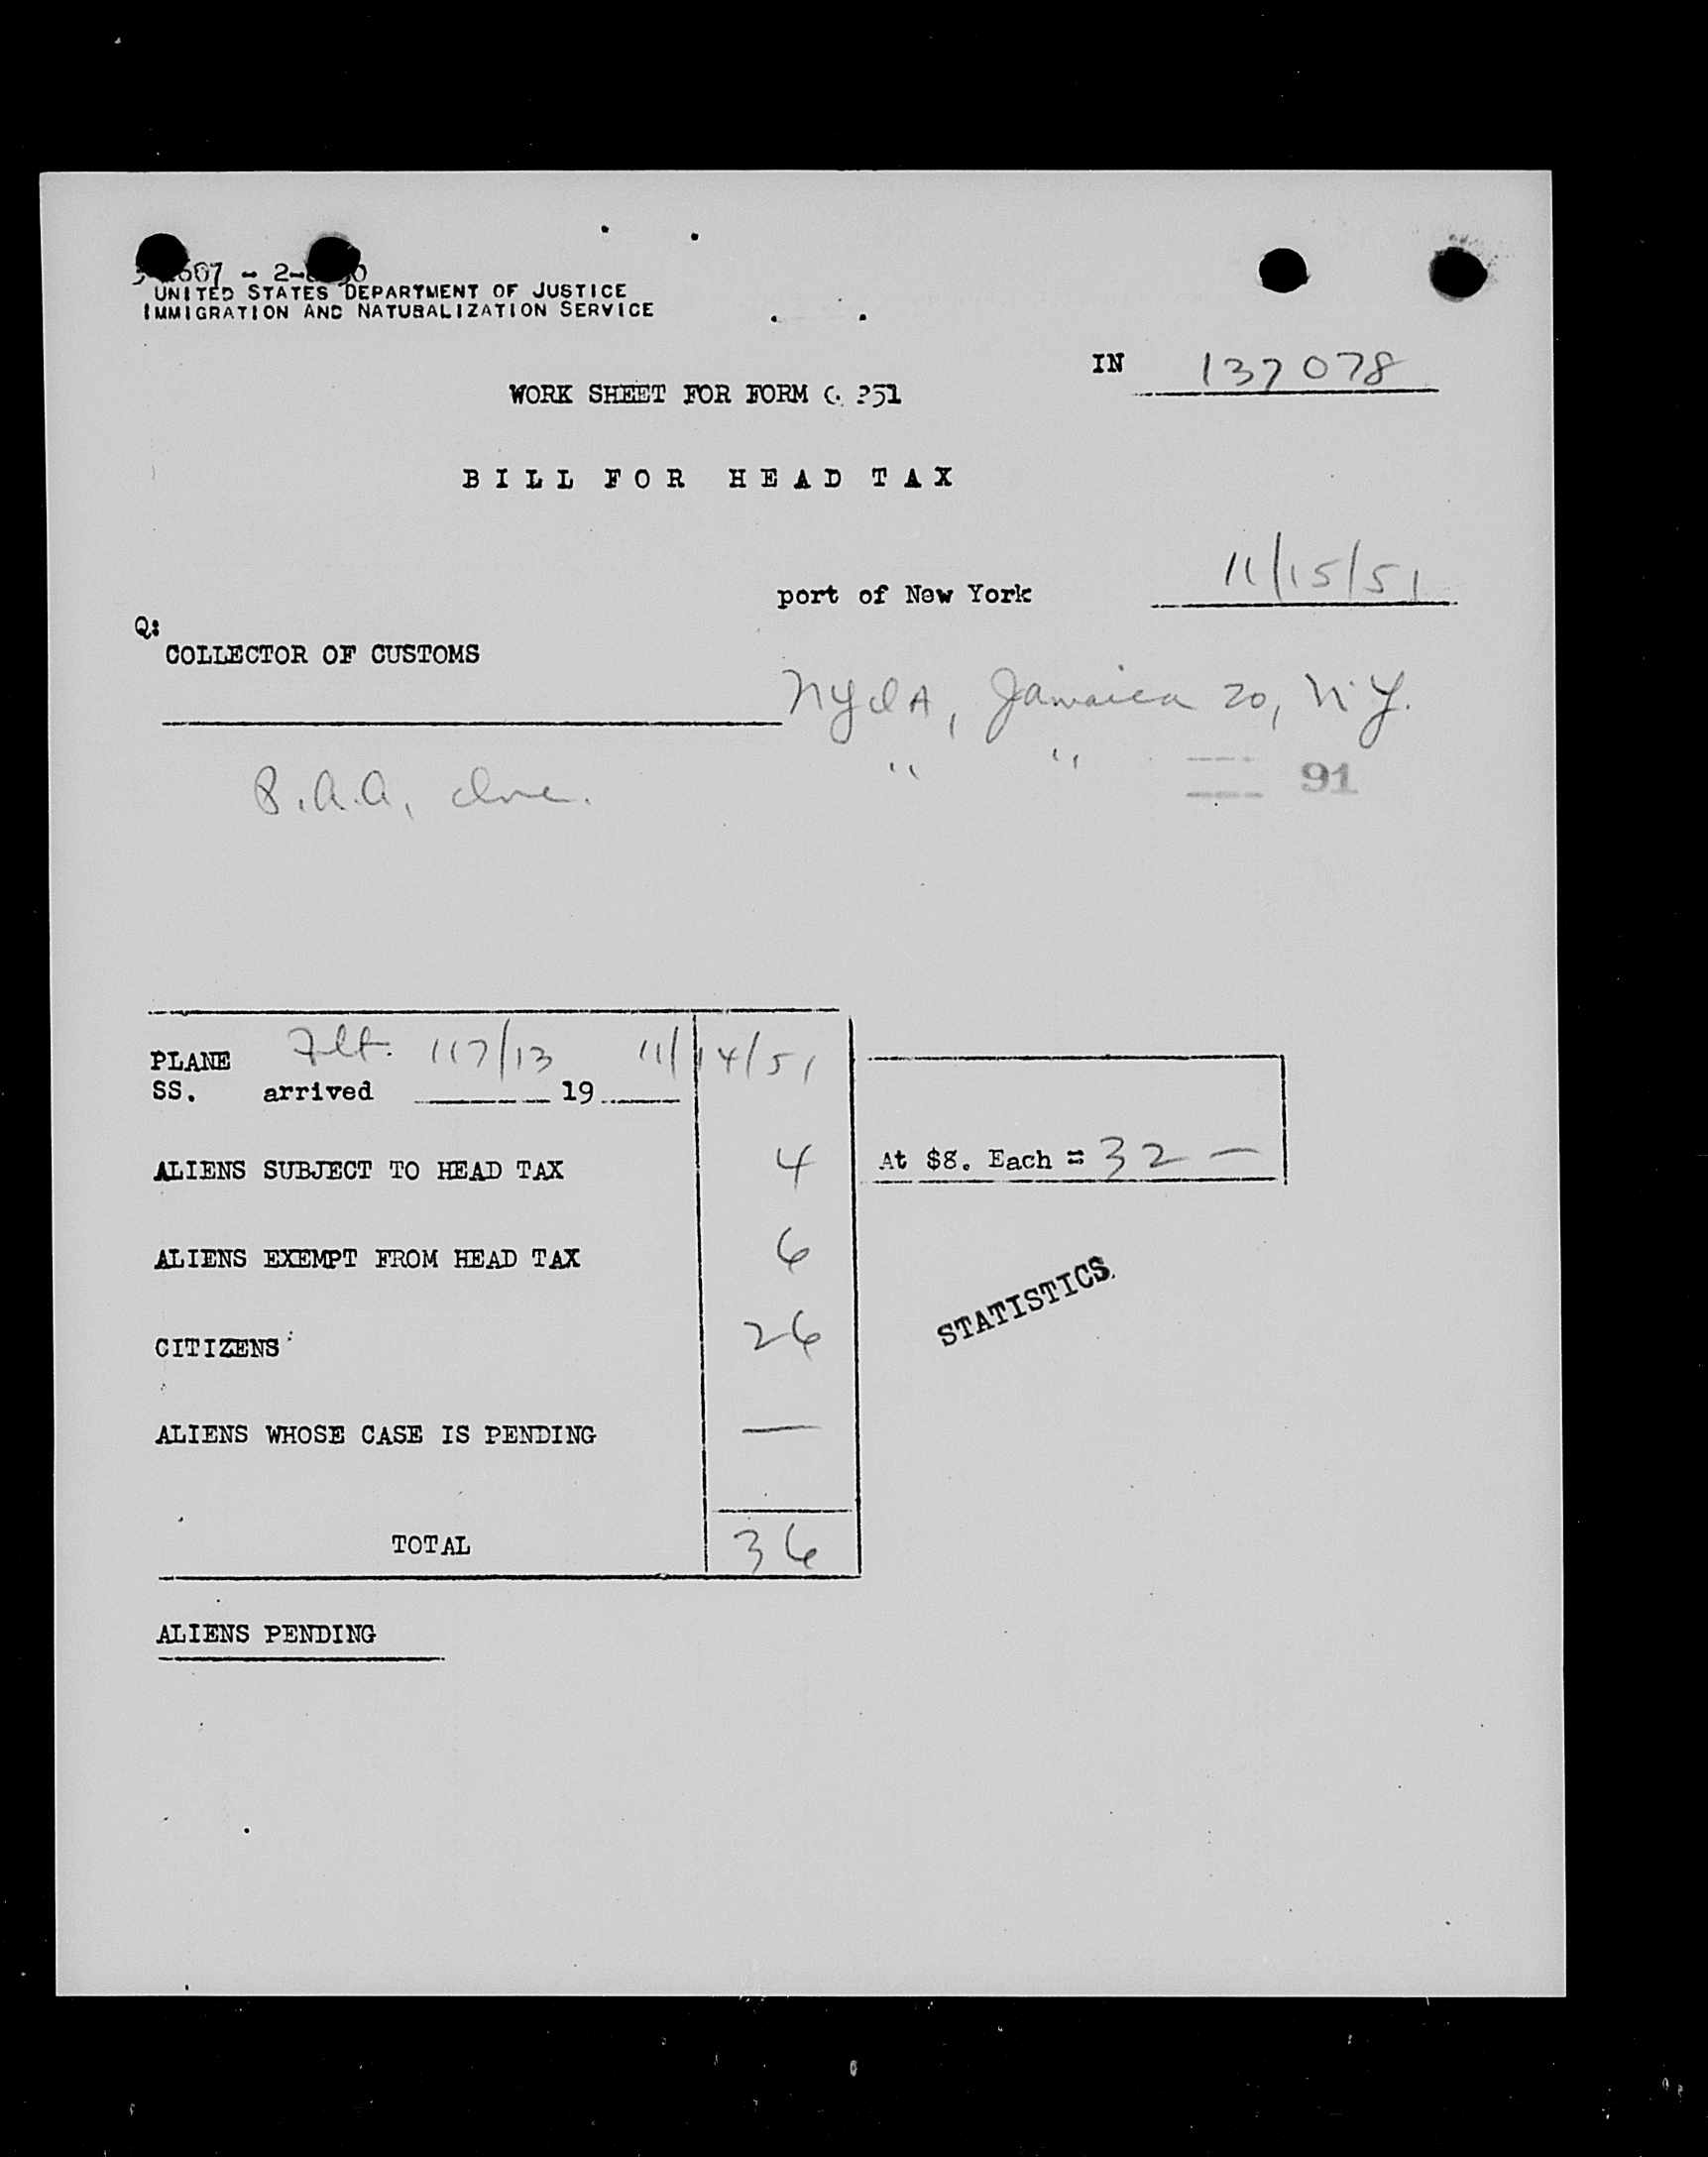 UNITED STATES DEPARTMENT OF JUSTICE
IMMIGRATION AND NATURALIZATION SERVICE
IN 137078
WORK SHEET FOR FORM
BILL FOR HEAD TAX
port of New York 11/15/51
Q:
COLLECTOR OF CUSTOMS
NYIA, Jamaica 20, N.Y.
P.A.A, Inc. " " 91
PLANE Flt. 117/13 11/14/51
SS. arrived 19
ALIENS SUBJECT TO HEAD TAX 4 At $8. Each = 32 —
ALIENS EXEMPT FROM HEAD TAX 6
STATISTICS.
CITIZENS 26
ALIENS WHOSE CASE IS PENDING —
TOTAL 36
ALIENS PENDING